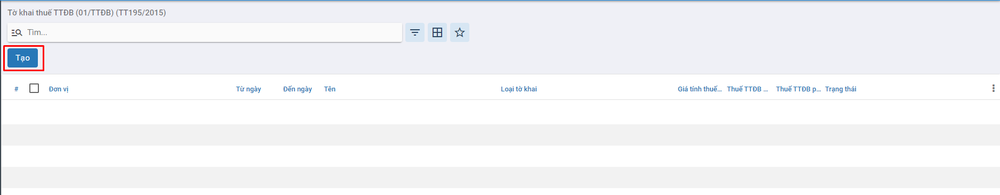 Tờ khai thuế TTĐB (01/TTĐB) (TT195/2015)
Tìm...
Tạo
# Đơn vị Từ ngày Đến ngày Tên Loại tờ khai Giá tính thuế... Thuế TTĐB ... Thuế TTĐB p... Trạng thái